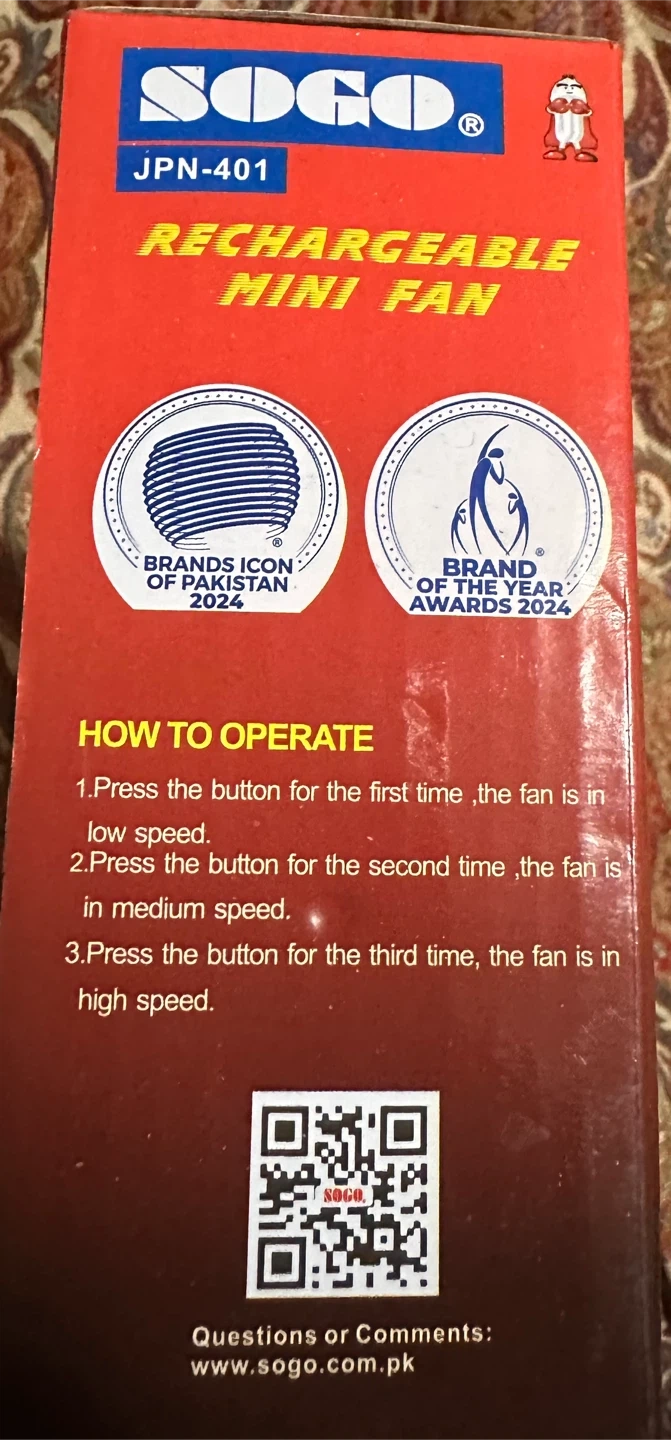 SOGO®
JPN-401
RECHARGEABLE
MINI FAN
®
BRANDS ICON
OF PAKISTAN
2024
®
BRAND
OF THE YEAR
AWARDS 2024
HOW TO OPERATE
1.Press the button for the first time ,the fan is in
low speed.
2.Press the button for the second time ,the fan is
in medium speed.
3.Press the button for the third time, the fan is in
high speed.
SOGO.
Questions or Comments:
www.sogo.com.pk